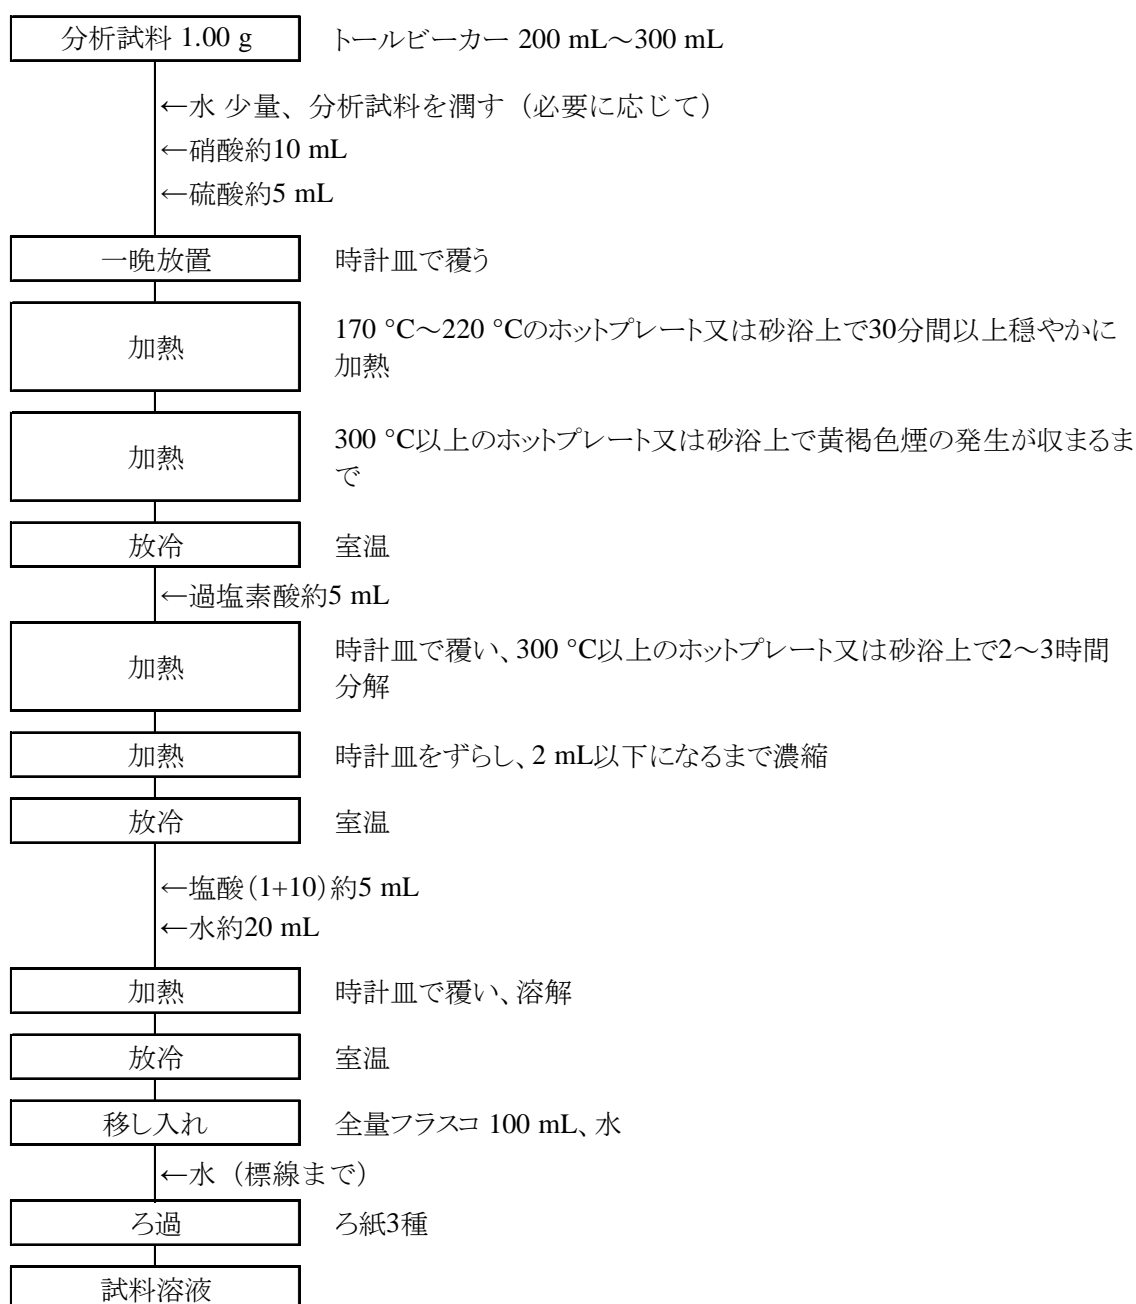 分析試料 1.00 g トールビーカー 200 mL～300 mL
←水 少量、分析試料を潤す（必要に応じて）
←硝酸約10 mL
←硫酸約5 mL
一晩放置 時計皿で覆う
加熱 170 °C～220 °Cのホットプレート又は砂浴上で30分間以上穏やかに
加熱
加熱 300 °C以上のホットプレート又は砂浴上で黄褐色煙の発生が収まるま
で
放冷 室温
←過塩素酸約5 mL
加熱 時計皿で覆い、300 °C以上のホットプレート又は砂浴上で2～3時間
分解
加熱 時計皿をずらし、2 mL以下になるまで濃縮
放冷 室温
←塩酸（1+10）約5 mL
←水約20 mL
加熱 時計皿で覆い、溶解
放冷 室温
移し入れ 全量フラスコ 100 mL、水
←水（標線まで）
ろ過 ろ紙3種
試料溶液